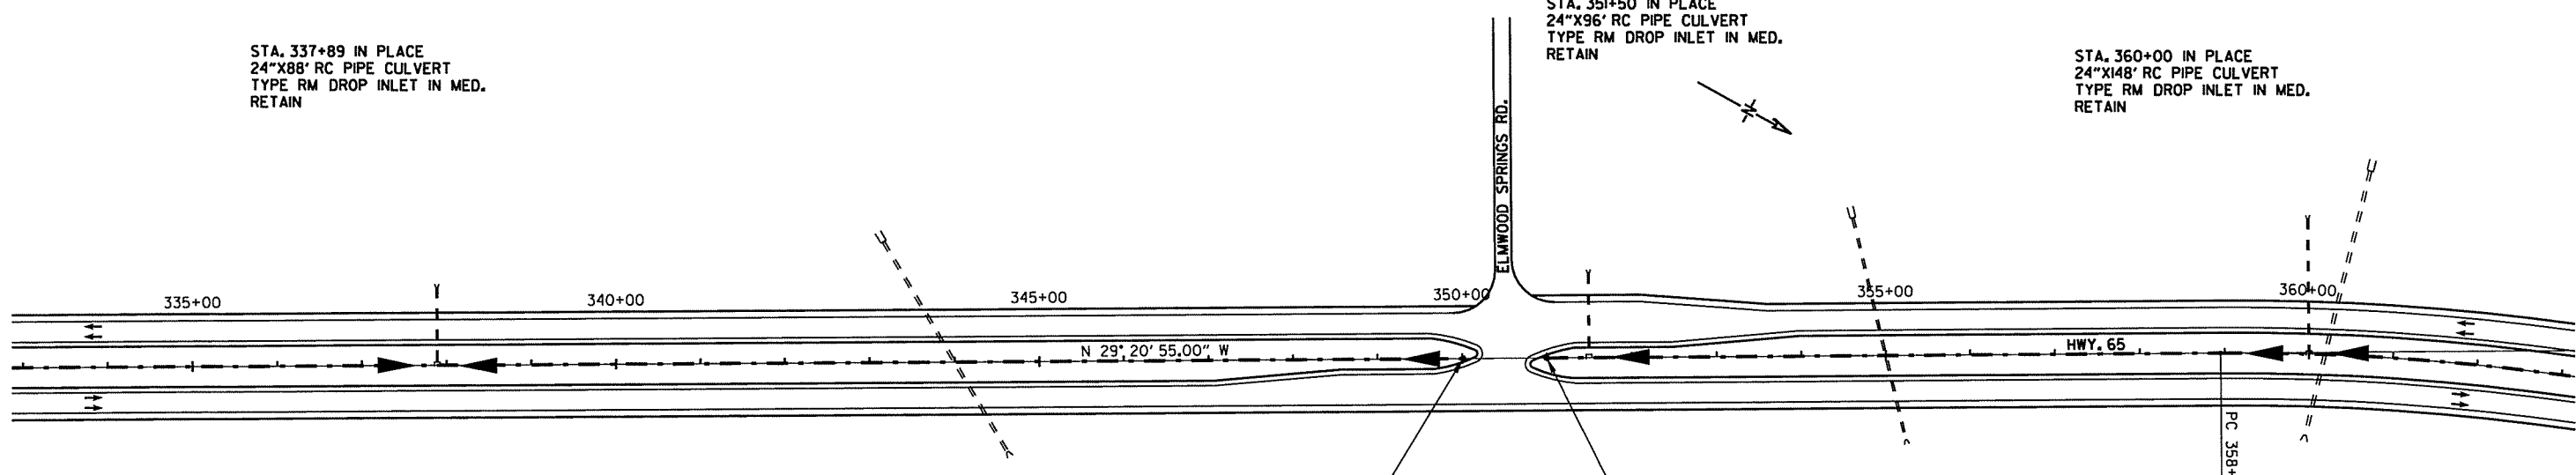 STA. 351+50 IN PLACE
24"X96' RC PIPE CULVERT
TYPE RM DROP INLET IN MED.
RETAIN
STA. 337+89 IN PLACE
24"X88' RC PIPE CULVERT
TYPE RM DROP INLET IN MED.
RETAIN
STA. 360+00 IN PLACE
24"X148' RC PIPE CULVERT
TYPE RM DROP INLET IN MED.
RETAIN
N
ELMWOOD SPRINGS RD.
335+00
340+00
345+00
350+00
355+00
360+00
N 29° 20' 55.00" W
HWY. 65
PC 358+